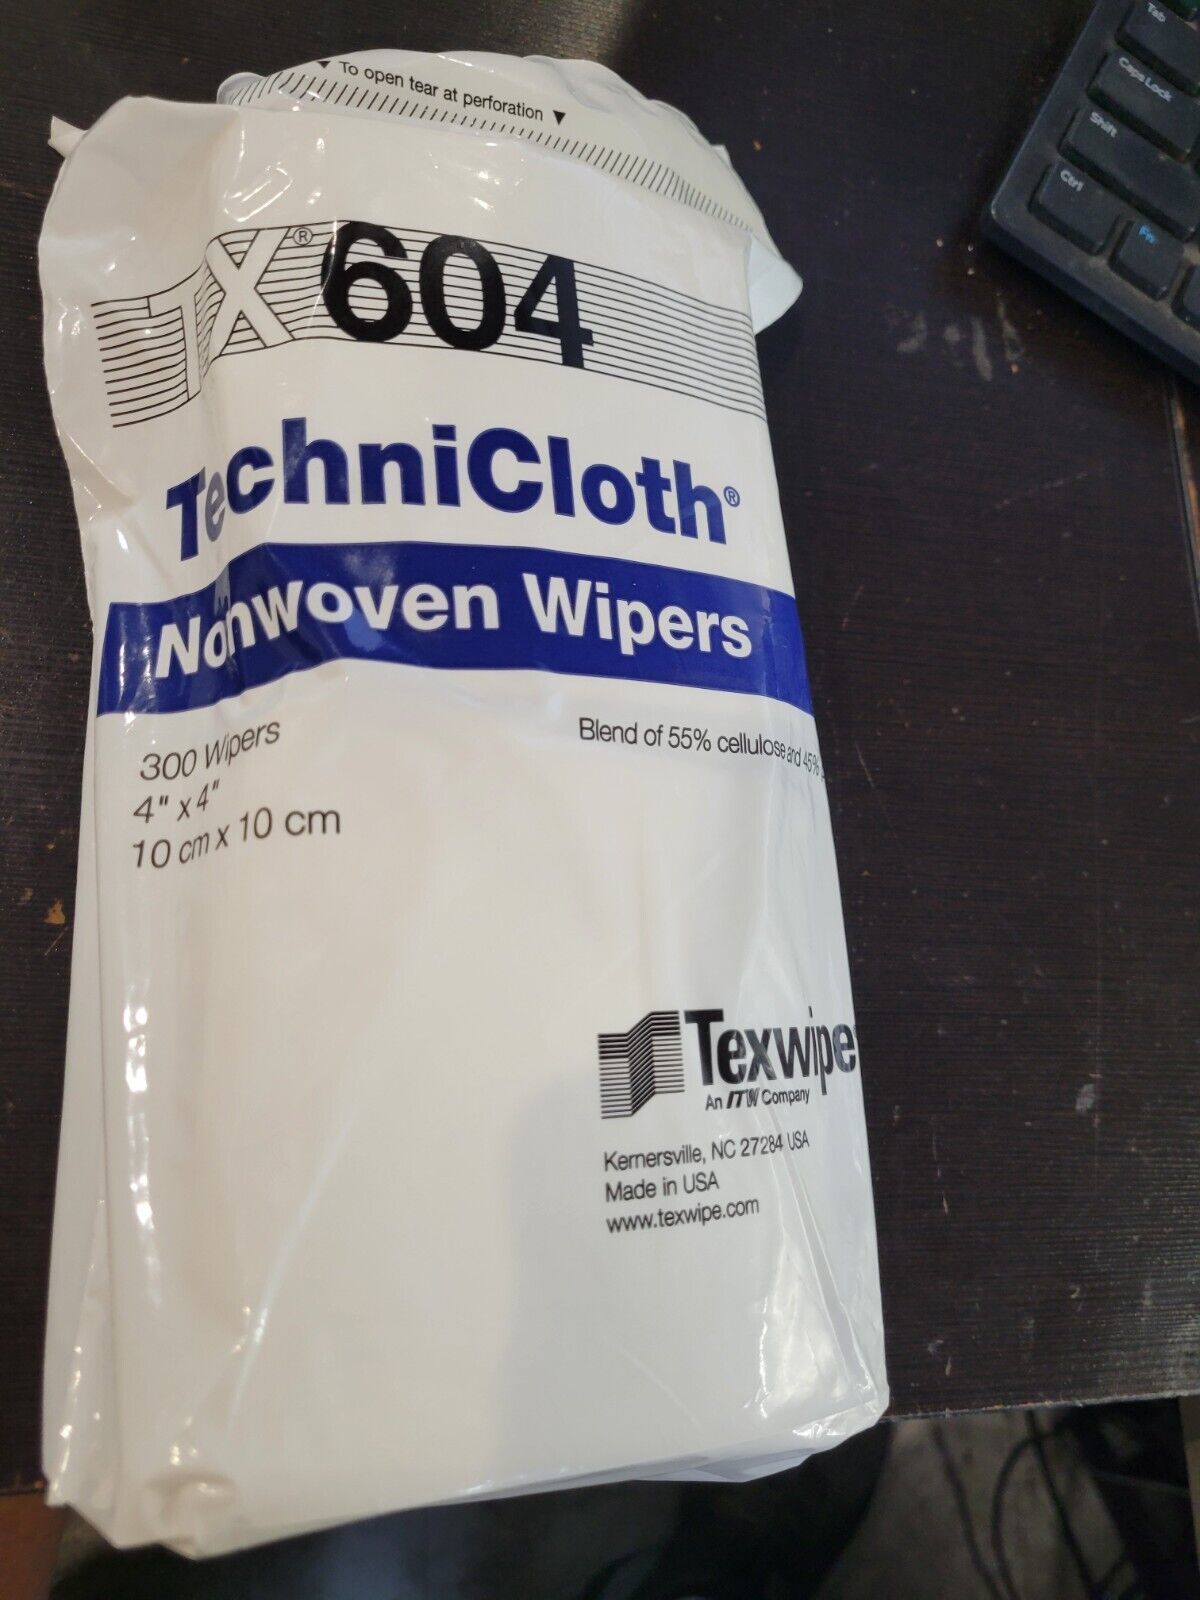 ▼ To open tear at perforation ▼
TX® 604
TechniCloth®
Nonwoven Wipers
300 Wipers
4" x 4"
10 cm x 10 cm
Blend of 55% cellulose and 45%
Texwipe
An ITW Company
Kernersville, NC 27284 USA
Made in USA
www.texwipe.com
Tab
Caps Lock
Shift
Ctrl
Fn